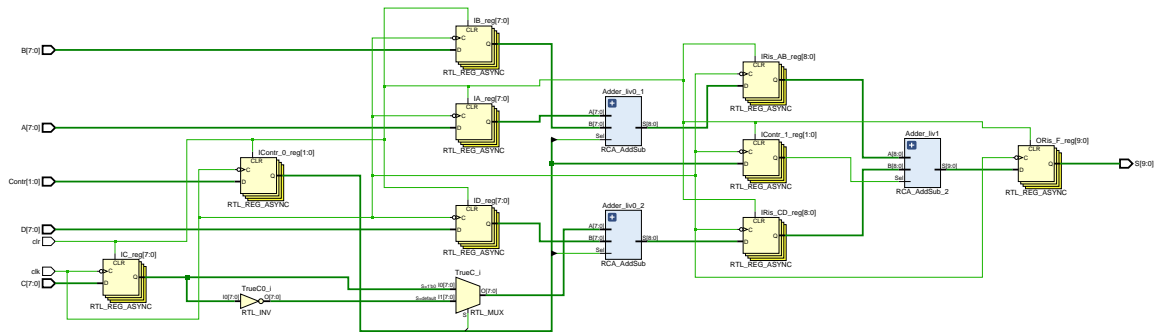 IB_reg[7:0]
CLR
C
Q
D
RTL_REG_ASYNC
B[7:0]
IA_reg[7:0]
CLR
C
Q
D
RTL_REG_ASYNC
A[7:0]
IContr_0_reg[1:0]
CLR
C
Q
D
RTL_REG_ASYNC
Contr[1:0]
ID_reg[7:0]
CLR
C
Q
D
RTL_REG_ASYNC
D[7:0]
clr
IC_reg[7:0]
CLR
C
Q
D
RTL_REG_ASYNC
clk
C[7:0]
TrueC0_i
I0[7:0]
O[7:0]
RTL_INV
TrueC_i
S=1'b0
I0[7:0]
S=default
I1[7:0]
O[7:0]
S
RTL_MUX
Adder_liv0_1
A[7:0]
B[7:0]
S[8:0]
Sel
RCA_AddSub
Adder_liv0_2
A[7:0]
B[7:0]
S[8:0]
Sel
RCA_AddSub
IRis_AB_reg[8:0]
CLR
C
Q
D
RTL_REG_ASYNC
IContr_1_reg[1:0]
CLR
C
Q
D
RTL_REG_ASYNC
IRis_CD_reg[8:0]
CLR
C
Q
D
RTL_REG_ASYNC
Adder_liv1
A[8:0]
B[8:0]
S[9:0]
Sel
RCA_AddSub_2
ORis_F_reg[9:0]
CLR
C
Q
D
RTL_REG_ASYNC
S[9:0]